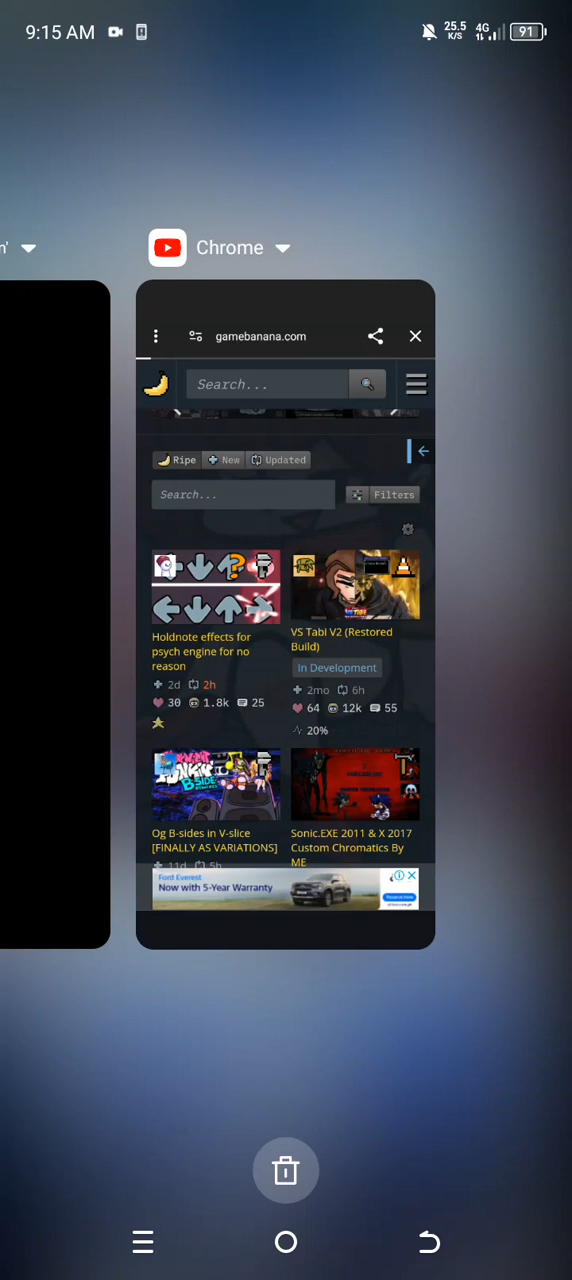 9:15 AM
25.5 K/S
4G
91
n'
Chrome
gamebanana.com
Search...
Ripe
New
Updated
Search...
Filters
Holdnote effects for
psych engine for no
reason
2d 2h
30 1.8k 25
VS Tabi V2 (Restored
Build)
In Development
2mo 6h
64 12k 55
20%
Og B-sides in V-slice
[FINALLY AS VARIATIONS]
11d 5h
Sonic.EXE 2011 & X 2017
Custom Chromatics By
ME
Ford Everest
Now with 5-Year Warranty